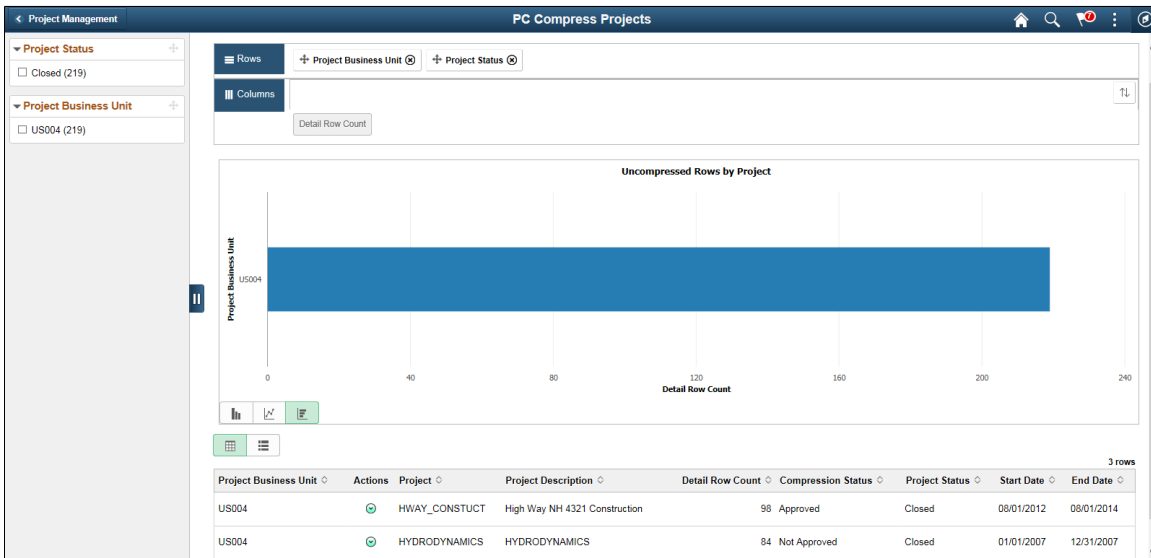 Project Management
PC Compress Projects
7
Project Status
Closed (219)
Project Business Unit
US004 (219)
Rows
Project Business Unit
Project Status
Columns
Detail Row Count
Uncompressed Rows by Project
Project Business Unit
US004
0 40 80 120 160 200 240
Detail Row Count
3 rows
Project Business Unit Actions Project Project Description Detail Row Count Compression Status Project Status Start Date End Date
US004 HWAY_CONSTUCT High Way NH 4321 Construction 98 Approved Closed 08/01/2012 08/01/2014
US004 HYDRODYNAMICS HYDRODYNAMICS 84 Not Approved Closed 01/01/2007 12/31/2007